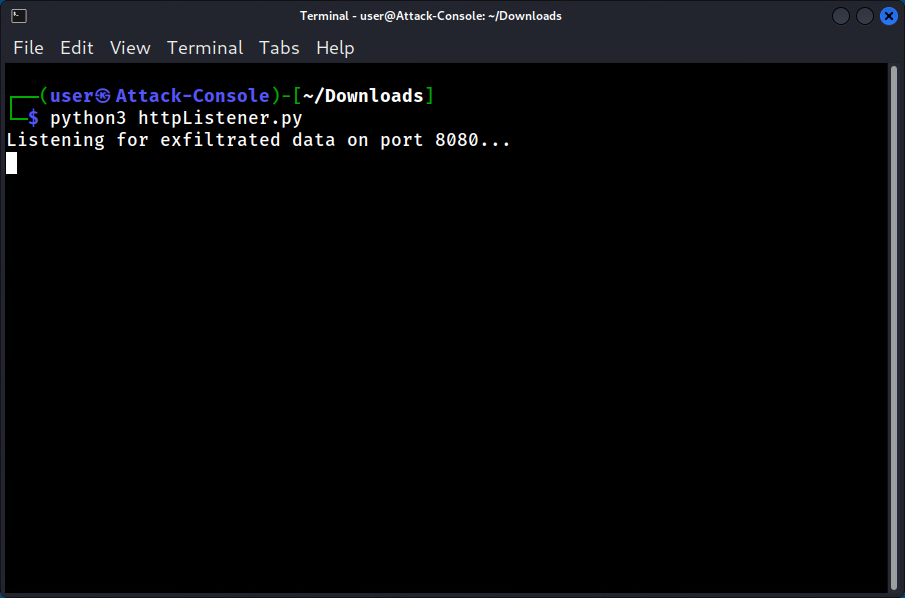 Terminal - user@Attack-Console: ~/Downloads
File Edit View Terminal Tabs Help
┌──(user㉿Attack-Console)-[~/Downloads]
└─$ python3 httpListener.py
Listening for exfiltrated data on port 8080...